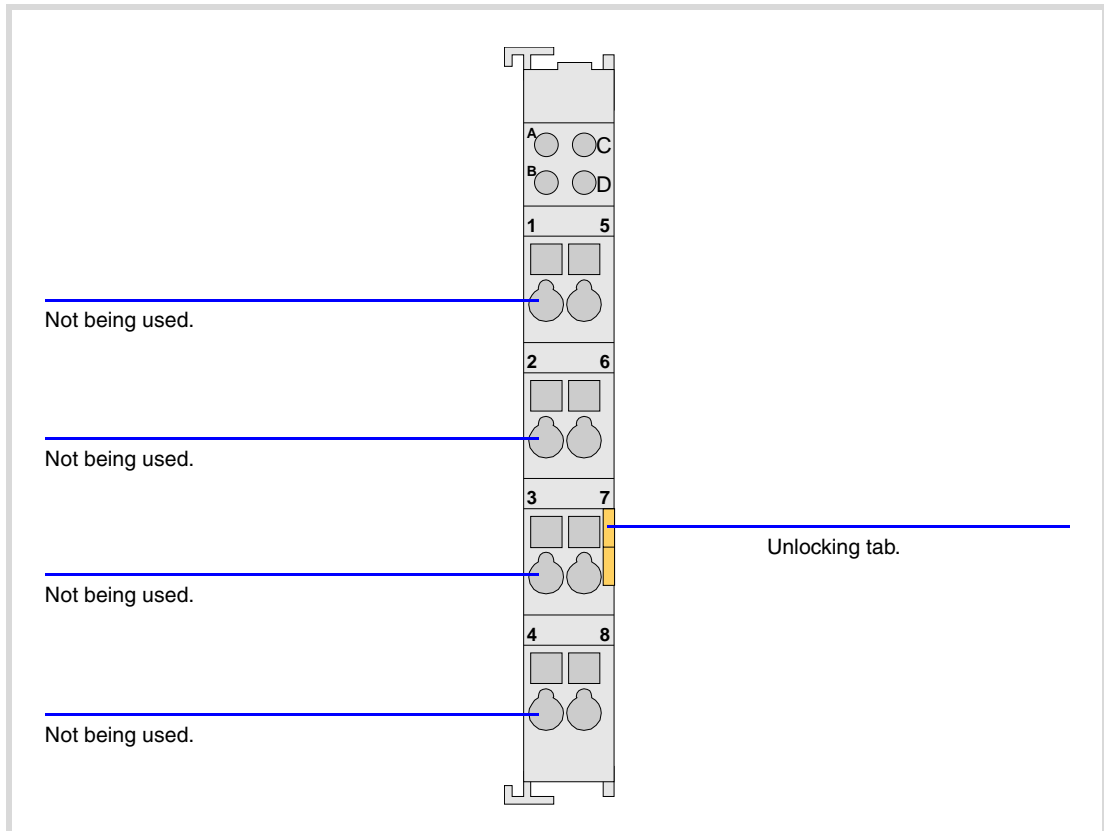 A C
B D
1 5
Not being used.
2 6
Not being used.
3 7
Unlocking tab.
Not being used.
4 8
Not being used.